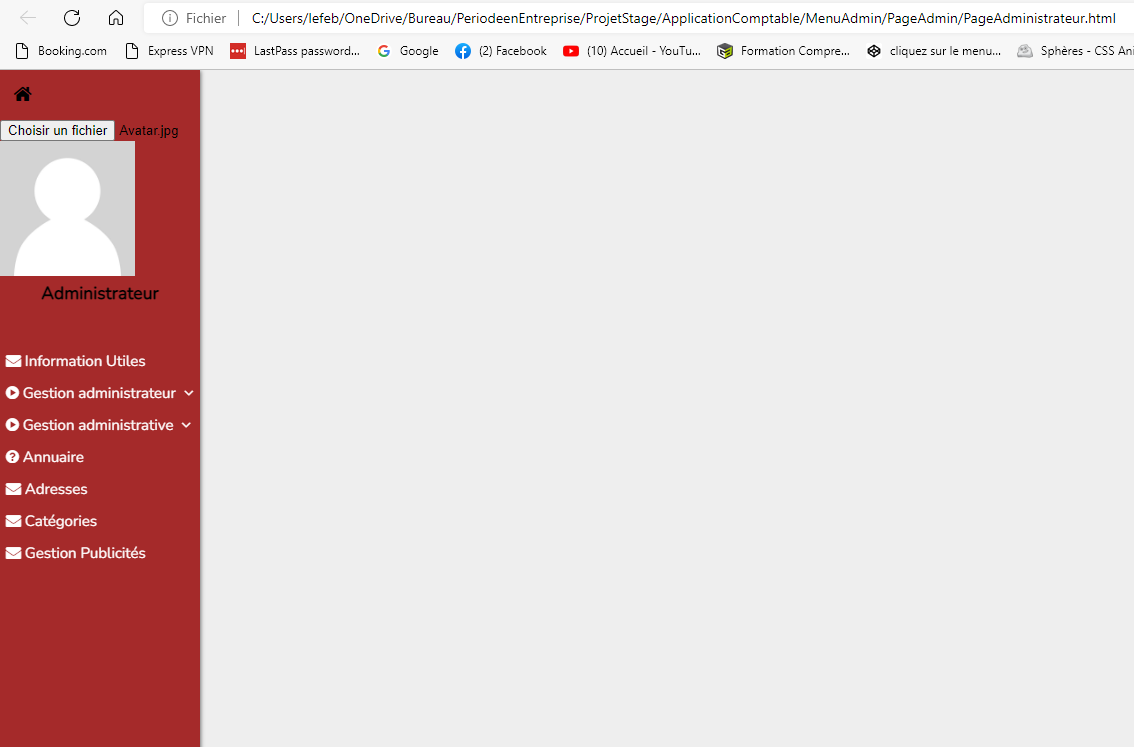 Fichier C:/Users/lefeb/OneDrive/Bureau/PeriodeenEntreprise/ProjetStage/ApplicationComptable/MenuAdmin/PageAdmin/PageAdministrateur.html
Booking.com Express VPN LastPass password... Google (2) Facebook (10) Accueil - YouTu... Formation Compre... cliquez sur le menu... Sphères - CSS Ani
Choisir un fichier Avatar.jpg
Administrateur
Information Utiles
Gestion administrateur
Gestion administrative
Annuaire
Adresses
Catégories
Gestion Publicités